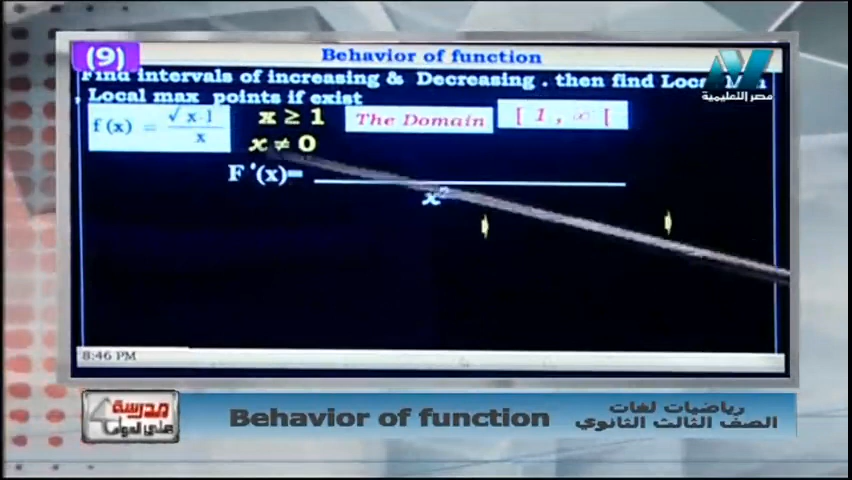 (9)
Behavior of function
Find intervals of increasing & Decreasing . then find Loc
, Local max points if exist
f (x) = √x-1 / x
x ≥ 1
x ≠ 0
The Domain
[ 1 , ∞ [
F '(x)=
x²
مصر التعليمية
8:46 PM
مدرسة
على الهواء
Behavior of function
رياضيات لغات
الصف الثالث الثانوي